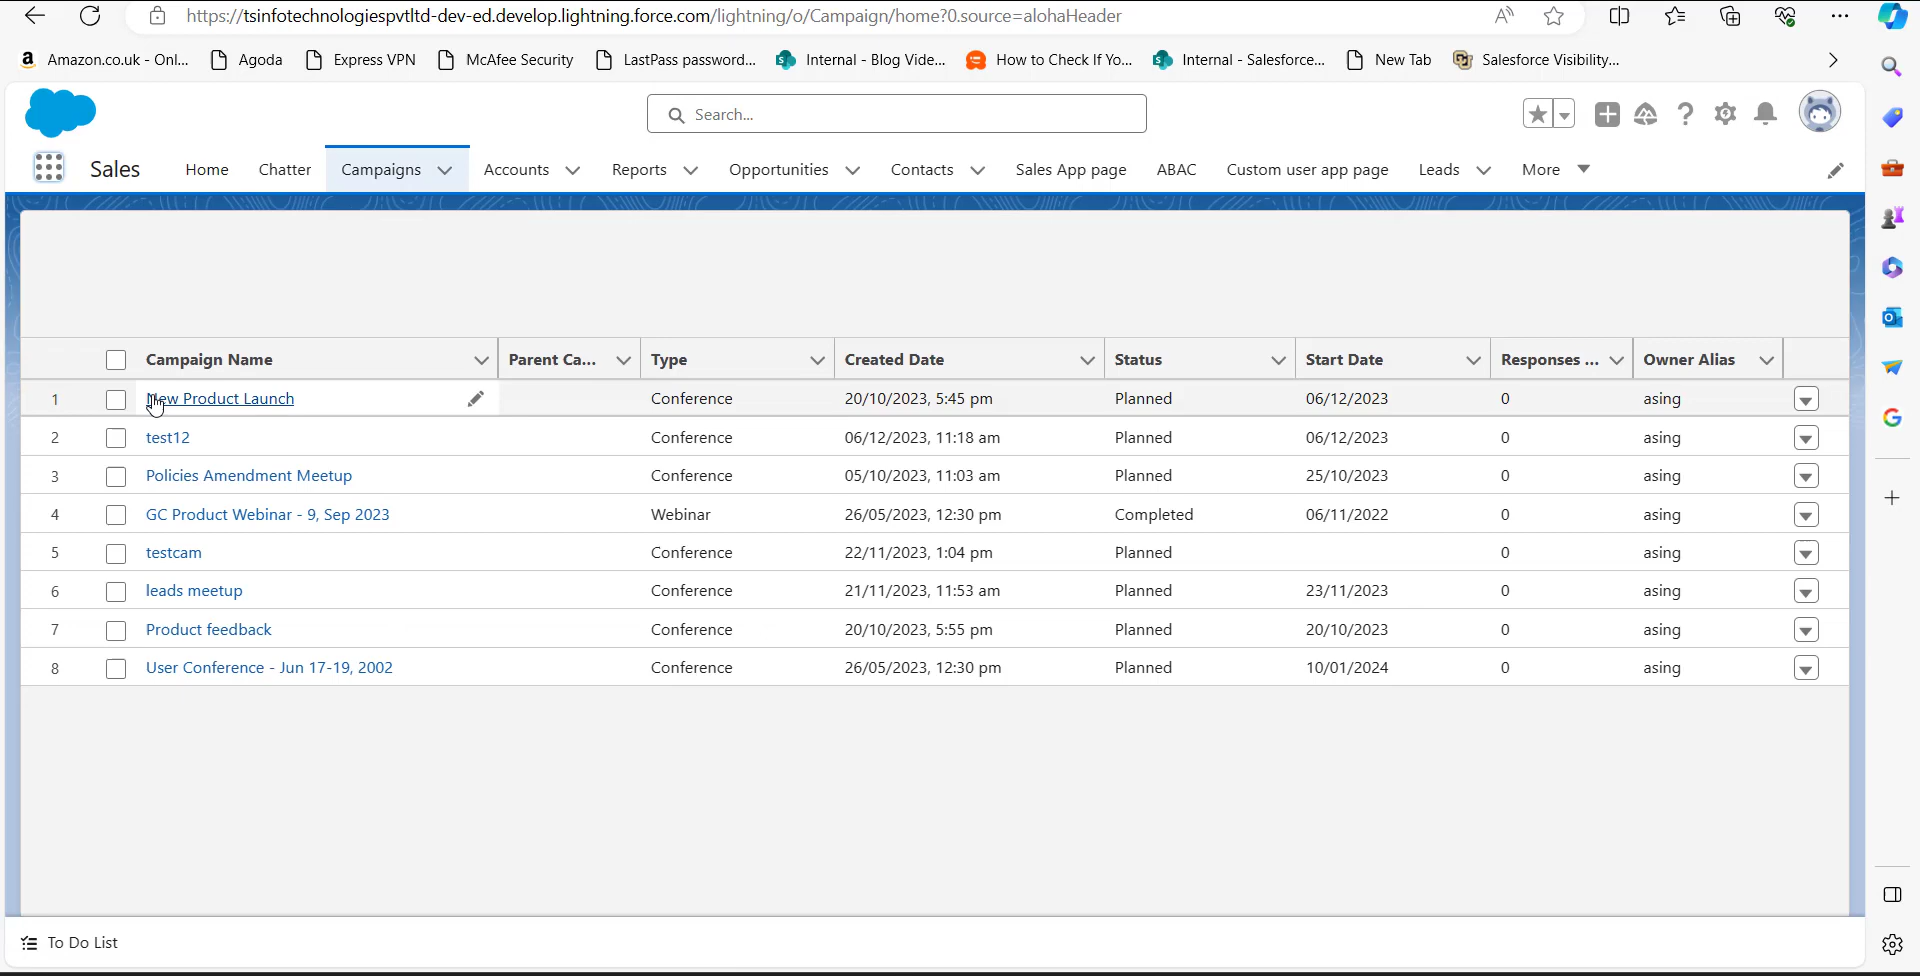 https://tsinfotechnologiespvtltd-dev-ed.develop.lightning.force.com/lightning/o/Campaign/home?0.source=alohaHeader
Amazon.co.uk - Onl... Agoda Express VPN McAfee Security LastPass password... Internal - Blog Vide... How to Check If Yo... Internal - Salesforce... New Tab Salesforce Visibility...
Search...
Sales Home Chatter Campaigns Accounts Reports Opportunities Contacts Sales App page ABAC Custom user app page Leads More
Campaign Name Parent Ca... Type Created Date Status Start Date Responses ... Owner Alias
1 New Product Launch Conference 20/10/2023, 5:45 pm Planned 06/12/2023 0 asing
2 test12 Conference 06/12/2023, 11:18 am Planned 06/12/2023 0 asing
3 Policies Amendment Meetup Conference 05/10/2023, 11:03 am Planned 25/10/2023 0 asing
4 GC Product Webinar - 9, Sep 2023 Webinar 26/05/2023, 12:30 pm Completed 06/11/2022 0 asing
5 testcam Conference 22/11/2023, 1:04 pm Planned 0 asing
6 leads meetup Conference 21/11/2023, 11:53 am Planned 23/11/2023 0 asing
7 Product feedback Conference 20/10/2023, 5:55 pm Planned 20/10/2023 0 asing
8 User Conference - Jun 17-19, 2002 Conference 26/05/2023, 12:30 pm Planned 10/01/2024 0 asing
To Do List